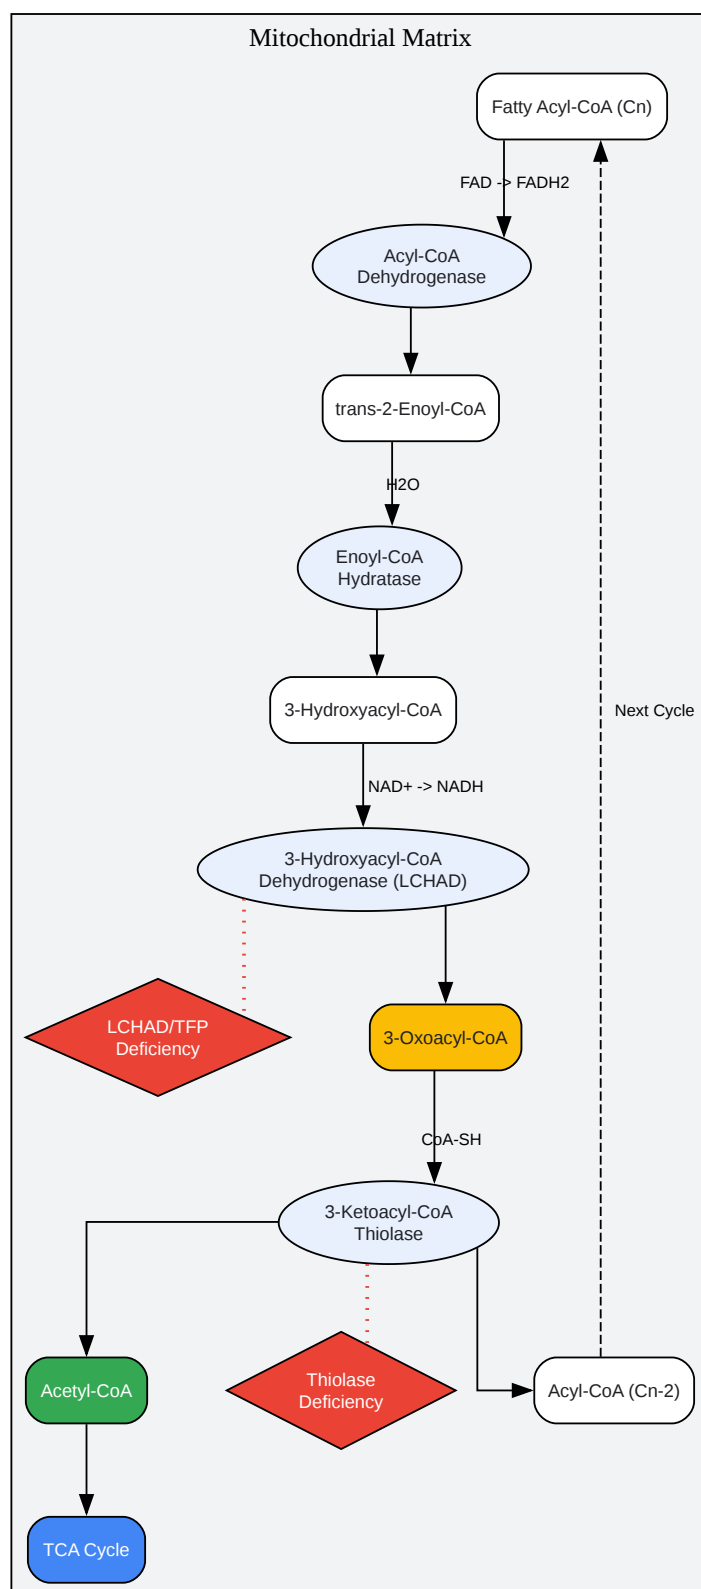 Mitochondrial Matrix
Fatty Acyl-CoA (Cn)
FAD -> FADH2
Acyl-CoA
Dehydrogenase
trans-2-Enoyl-CoA
H2O
Enoyl-CoA
Hydratase
3-Hydroxyacyl-CoA
Next Cycle
NAD+ -> NADH
3-Hydroxyacyl-CoA
Dehydrogenase (LCHAD)
LCHAD/TFP
Deficiency
3-Oxoacyl-CoA
CoA-SH
3-Ketoacyl-CoA
Thiolase
Acetyl-CoA
Thiolase
Deficiency
Acyl-CoA (Cn-2)
TCA Cycle